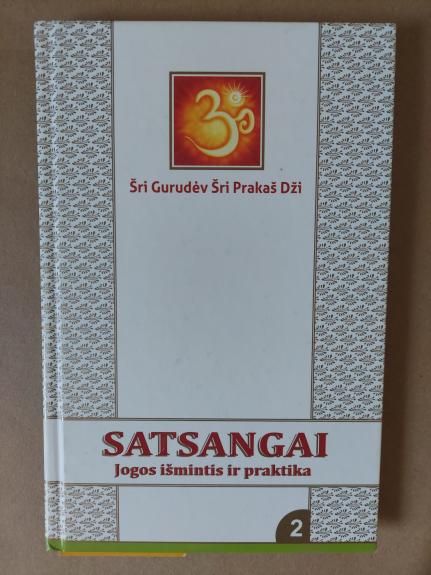 Šri Gurudėv Šri Prakaš Dži
SATSANGAI
Jogos išmintis ir praktika
2